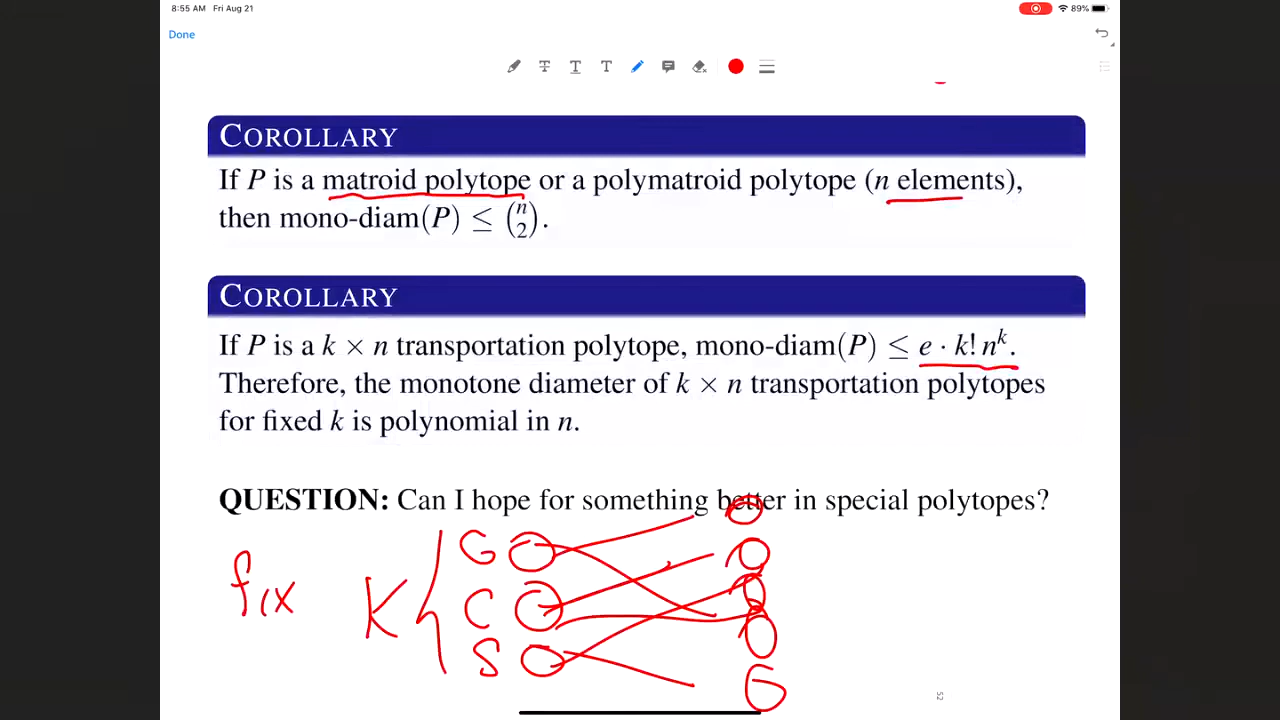 8:55 AM Fri Aug 21
89%
Done
T T T
COROLLARY
If P is a matroid polytope or a polymatroid polytope (n elements),
then mono-diam(P) ≤ (n 2).
COROLLARY
If P is a k × n transportation polytope, mono-diam(P) ≤ e · k! n^k.
Therefore, the monotone diameter of k × n transportation polytopes
for fixed k is polynomial in n.
QUESTION: Can I hope for something better in special polytopes?
fix K { G
C
S
52